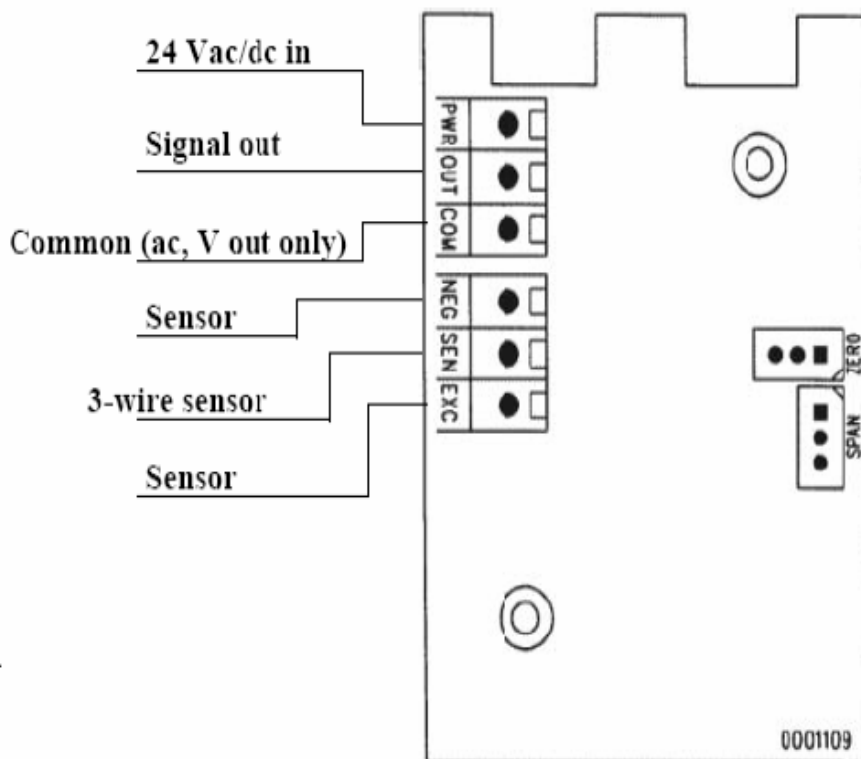 24 Vac/dc in
Signal out
Common (ac, V out only)
Sensor
3-wire sensor
Sensor
PWR
OUT
COM
NEG
SEN
EXC
ZERO
SPAN
0001109